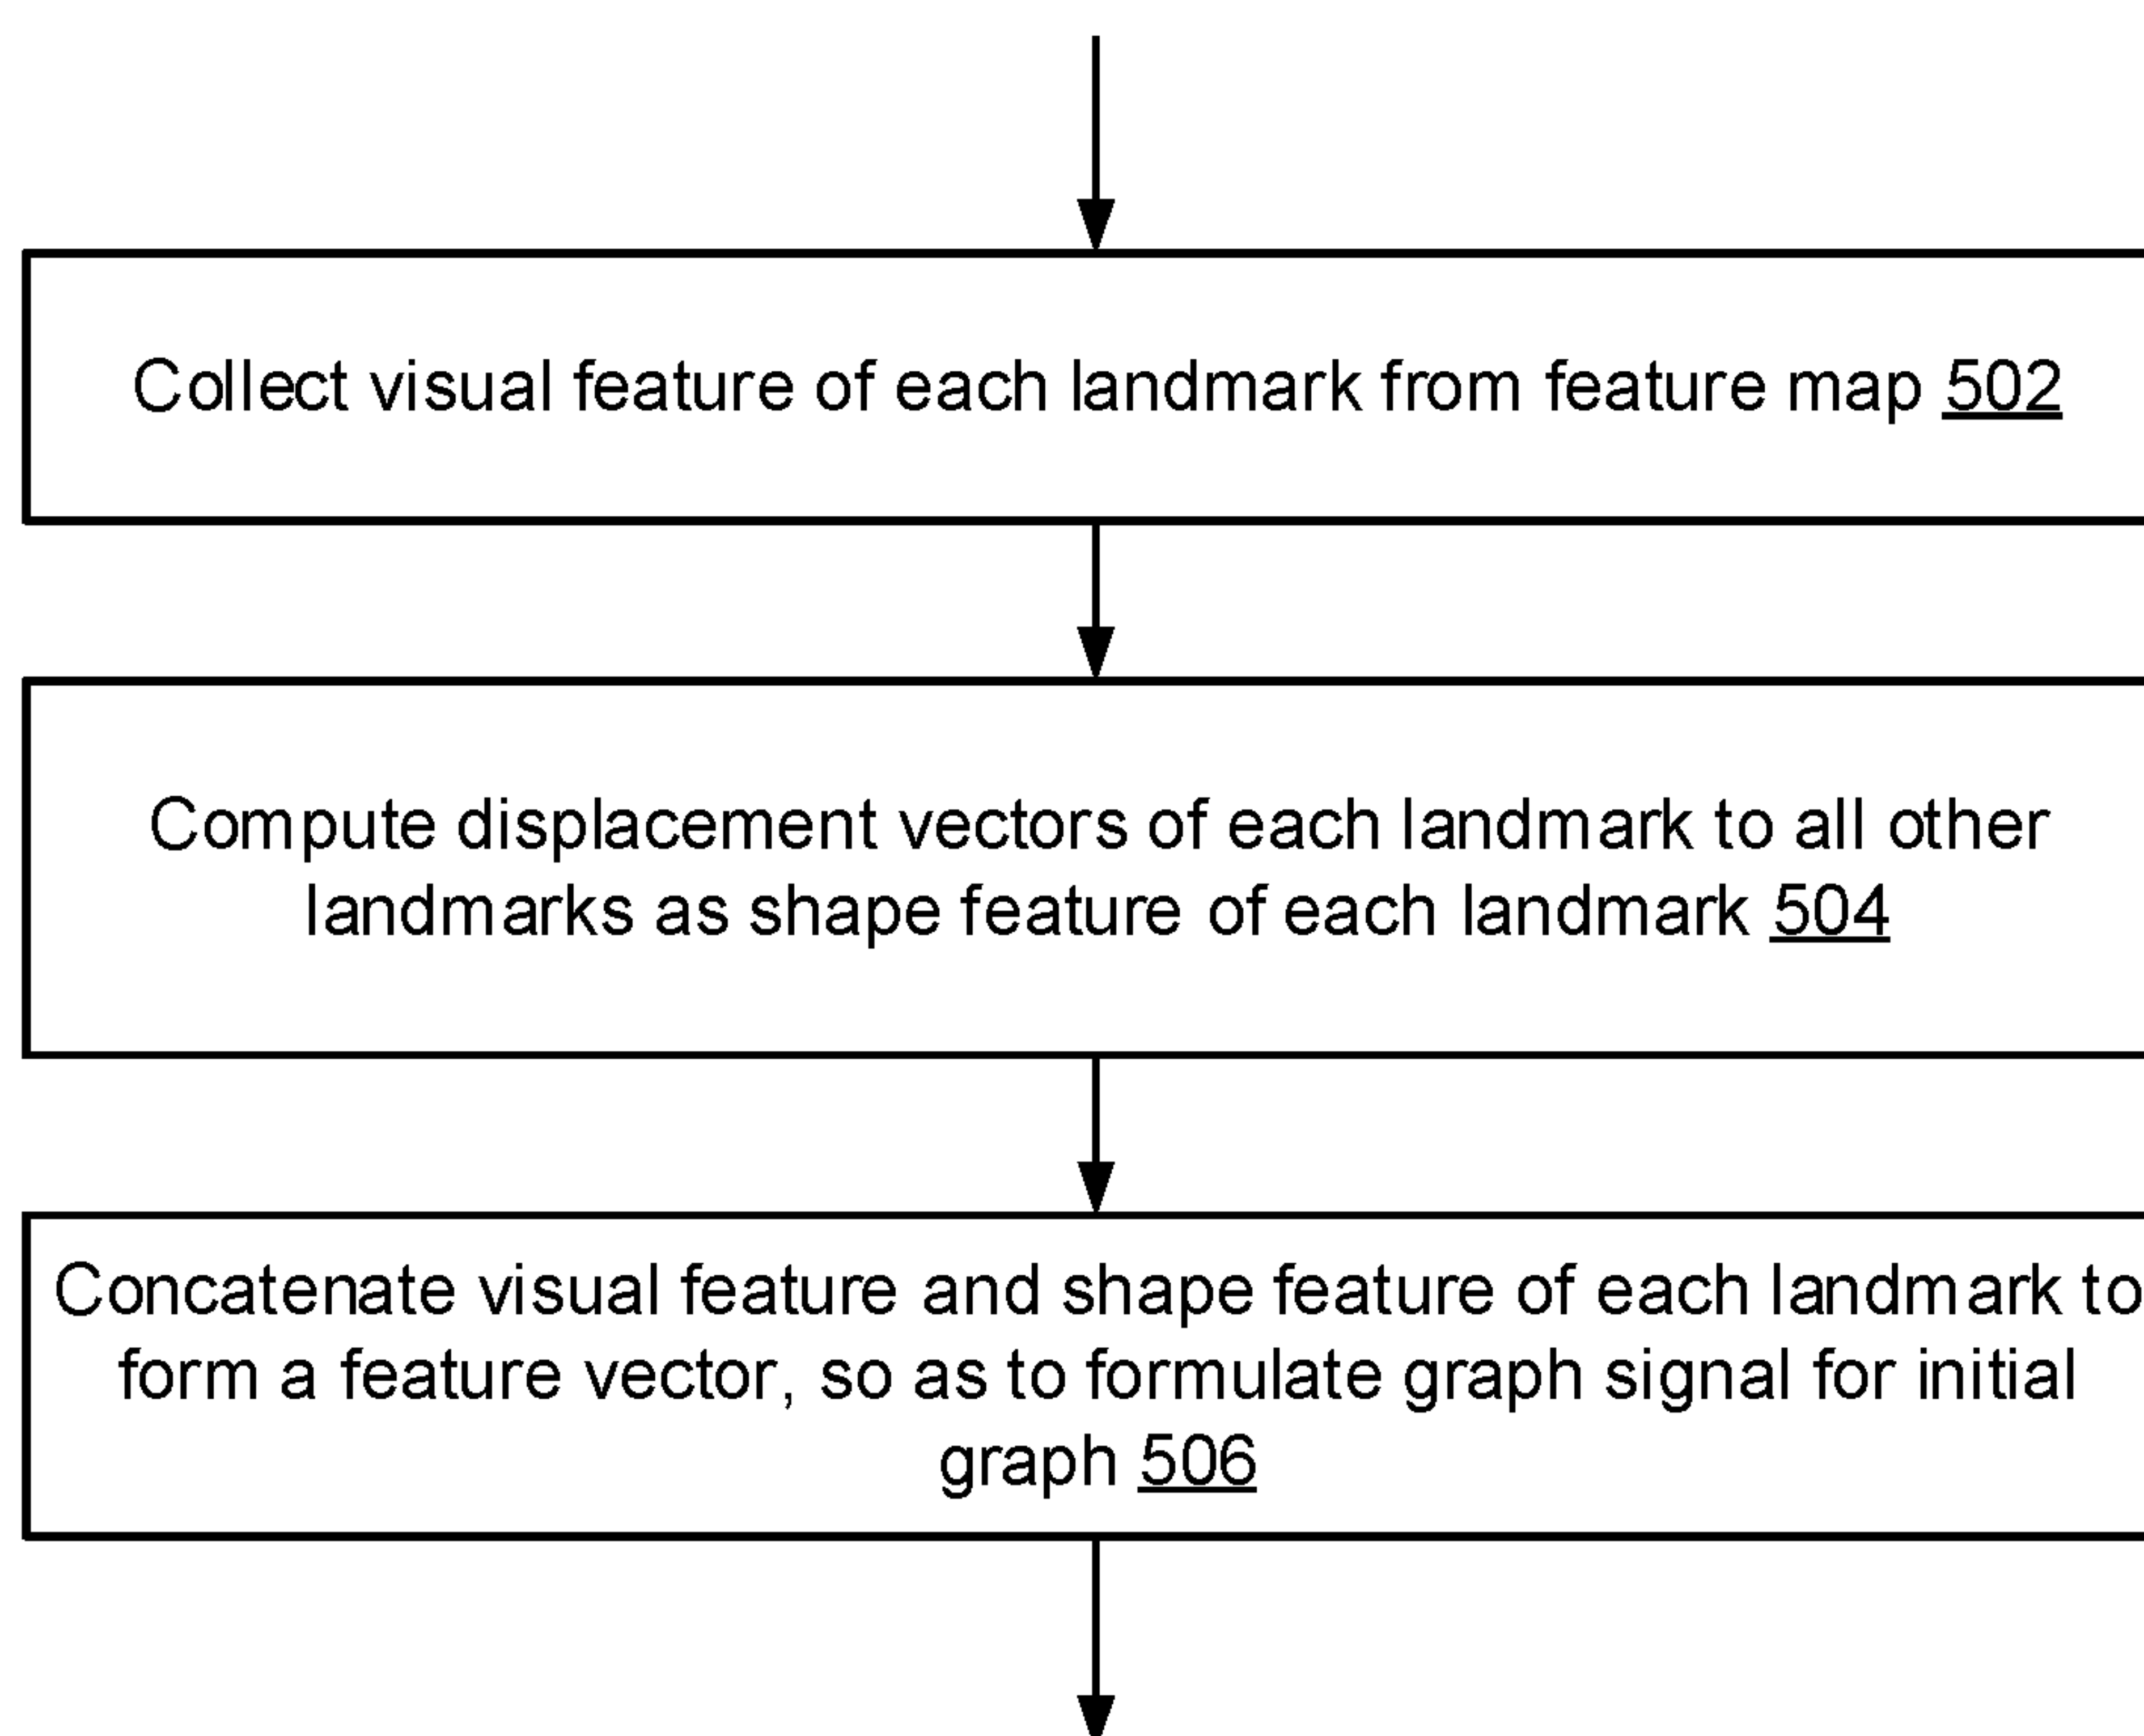 Collect visual feature of each landmark from feature map 502
Compute displacement vectors of each landmark to all other
landmarks as shape feature of each landmark 504
Concatenate visual feature and shape feature of each landmark to
form a feature vector, so as to formulate graph signal for initial
graph 506